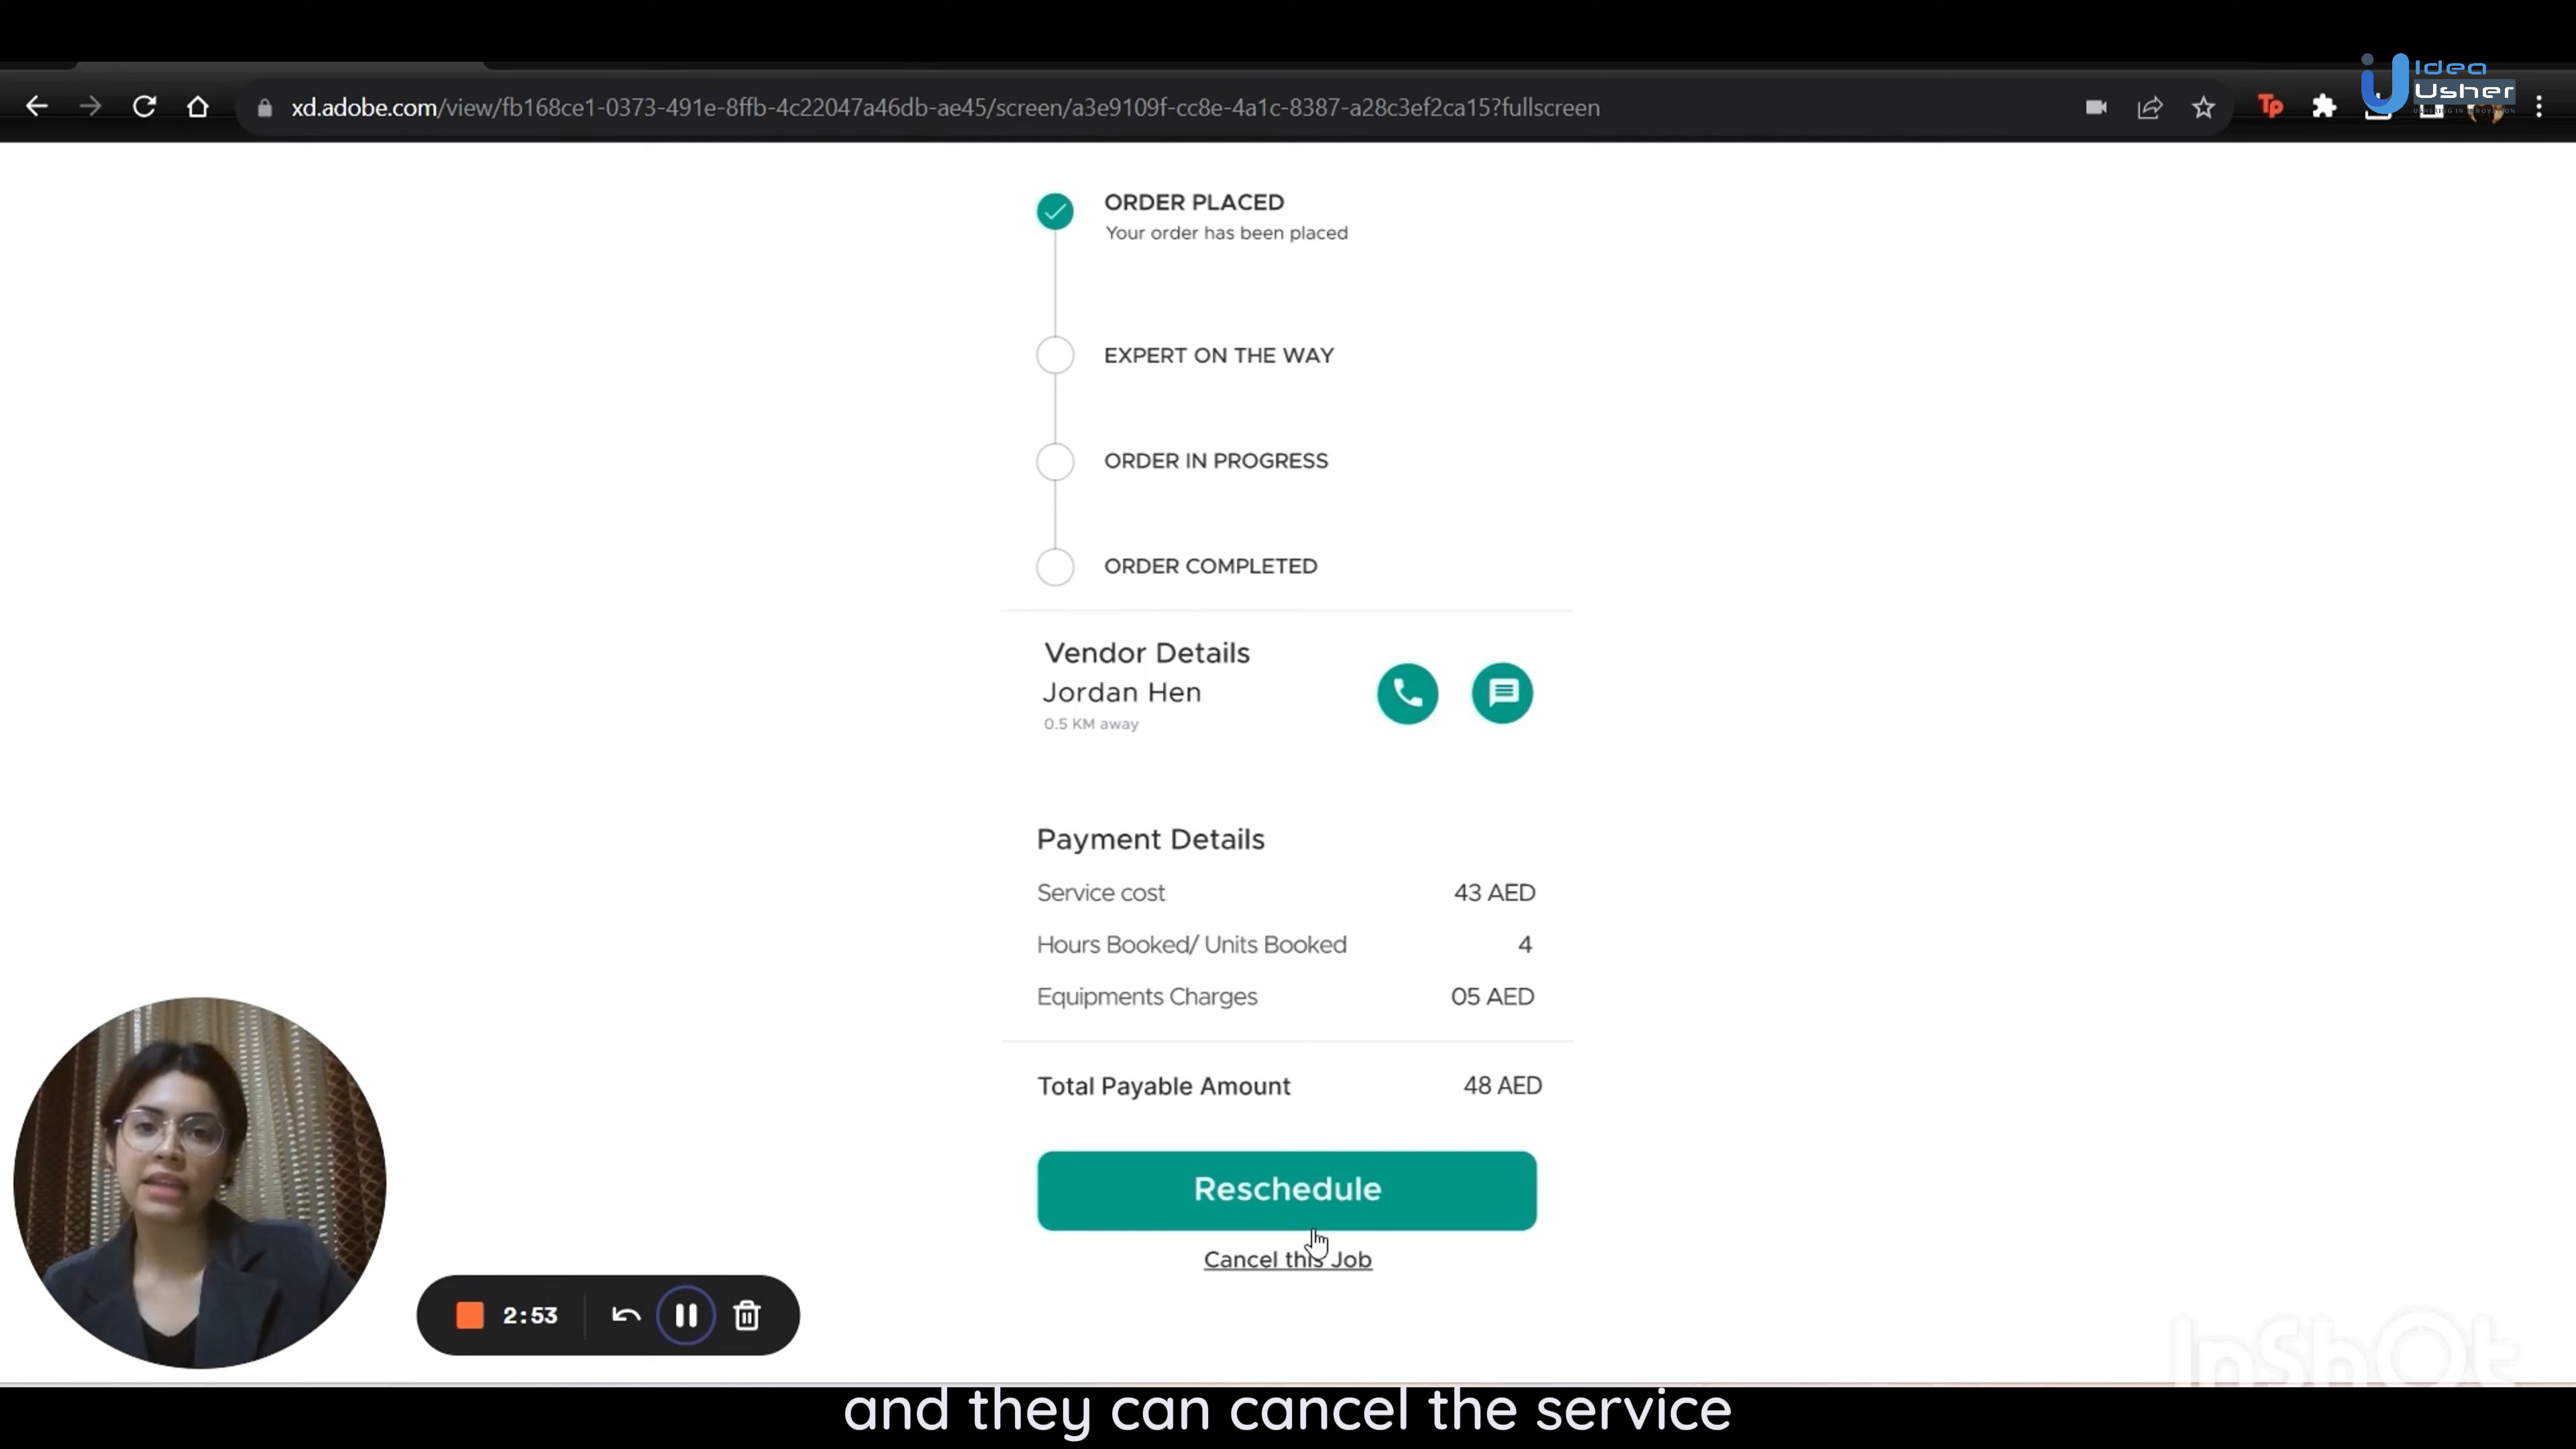 xd.adobe.com/view/fb168ce1-0373-491e-8ffb-4c22047a46db-ae45/screen/a3e9109f-cc8e-4a1c-8387-a28c3ef2ca15?fullscreen
Tp
Idea
Usher
ORDER PLACED
Your order has been placed
EXPERT ON THE WAY
ORDER IN PROGRESS
ORDER COMPLETED
Vendor Details
Jordan Hen
0.5 KM away
Payment Details
Service cost 43 AED
Hours Booked/ Units Booked 4
Equipments Charges 05 AED
Total Payable Amount 48 AED
Reschedule
Cancel this Job
2:53
InShOt
and they can cancel the service